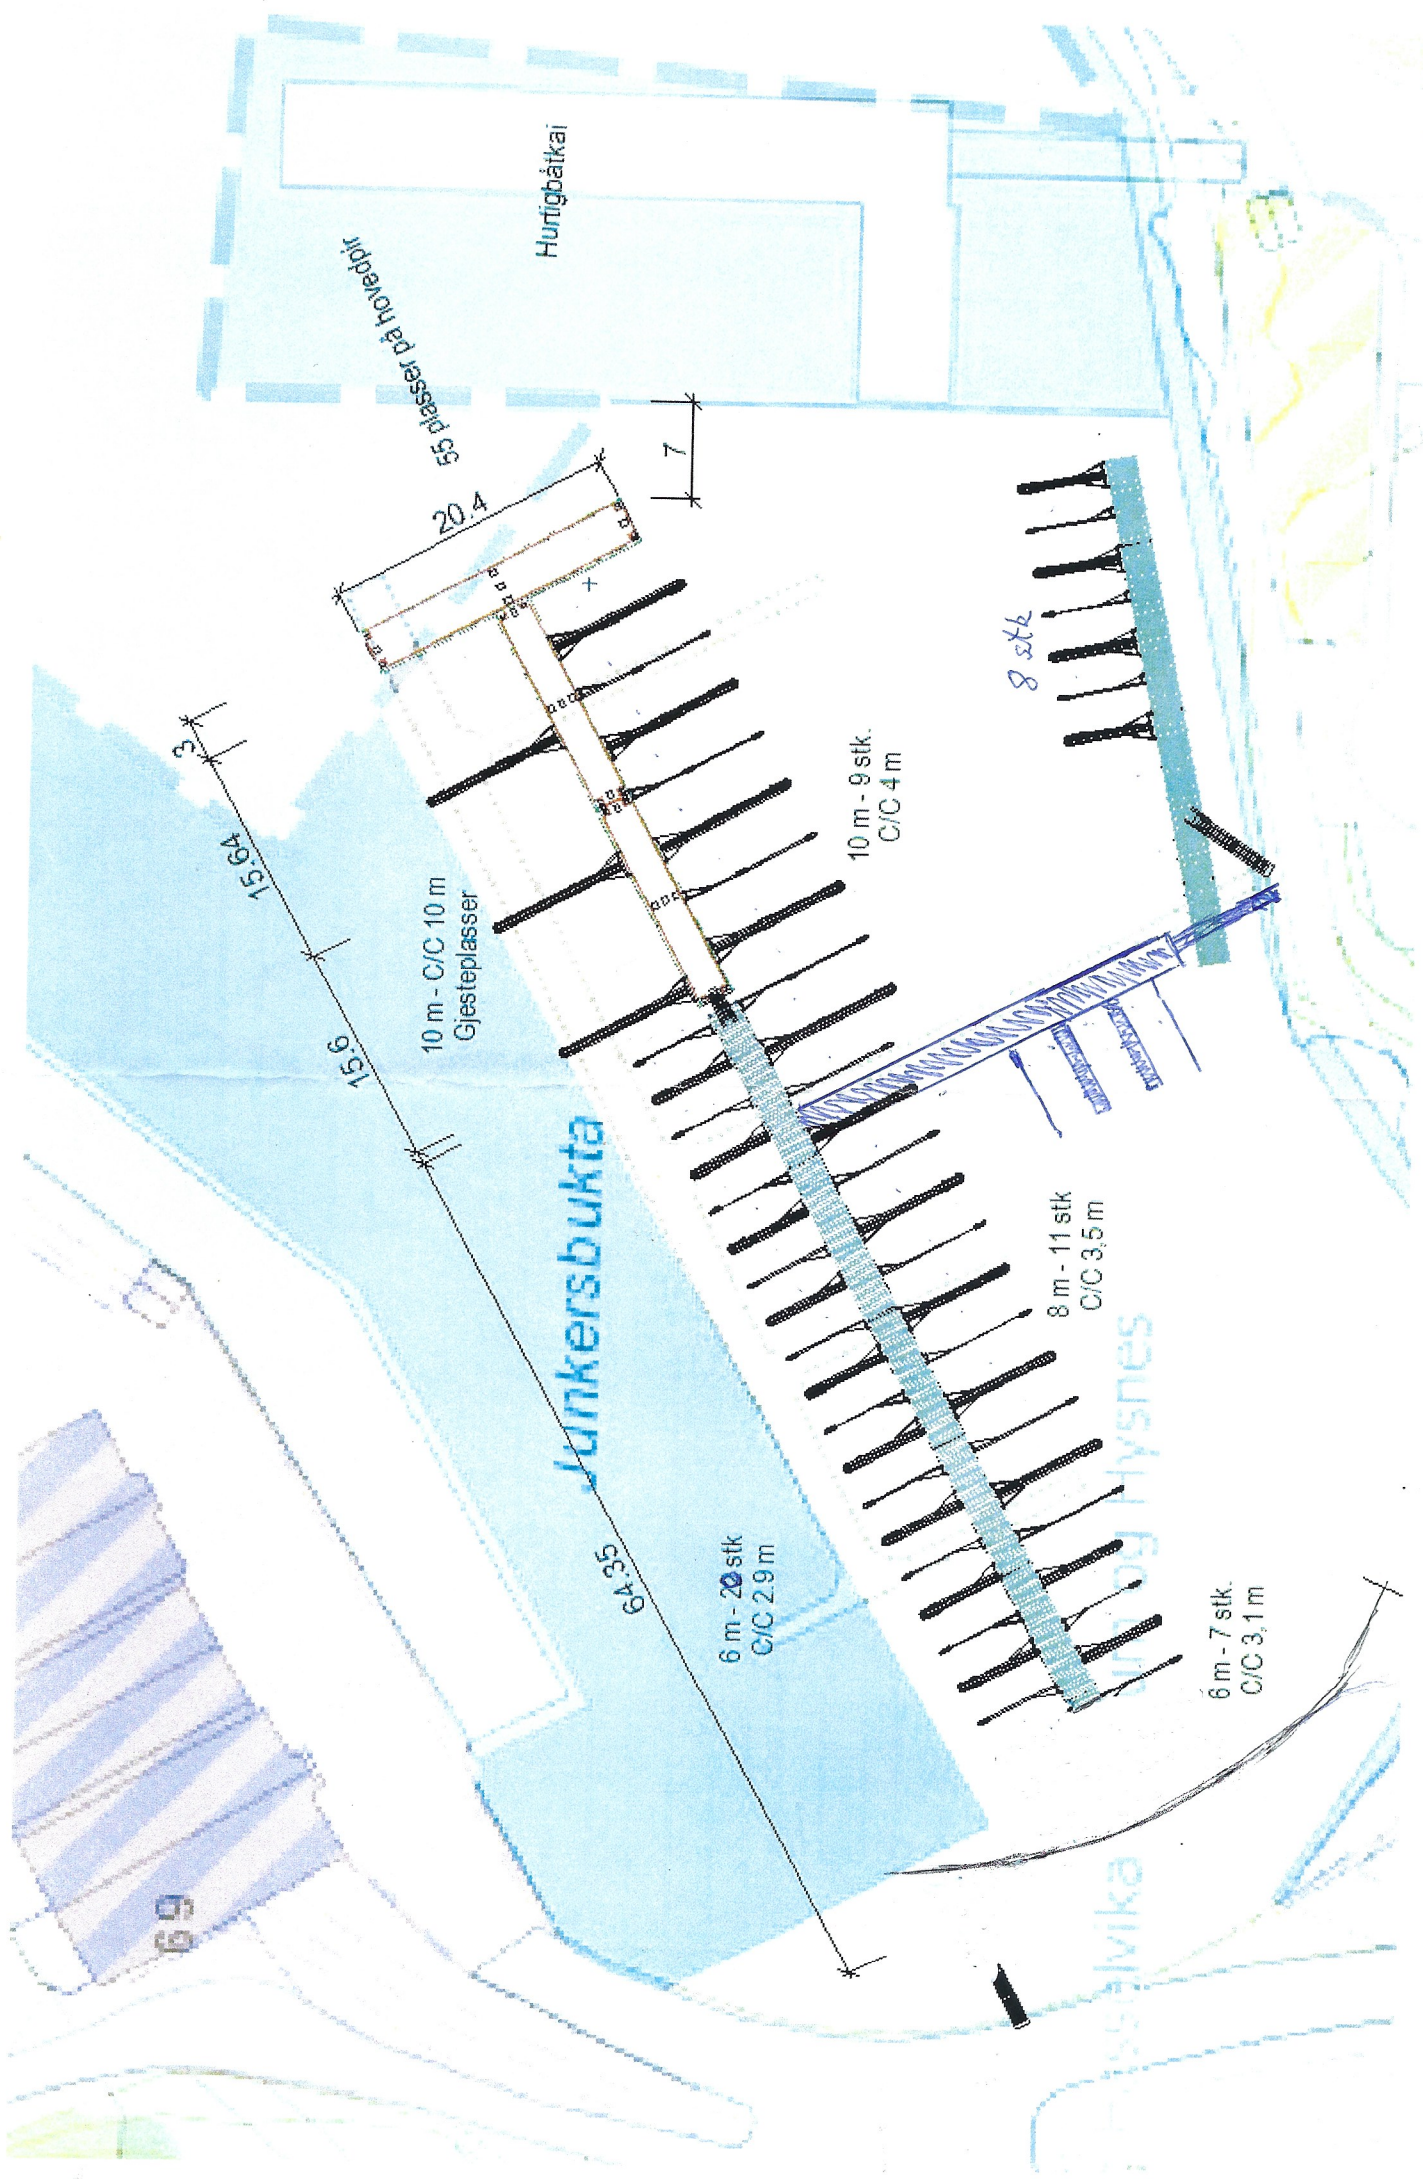 Hurtigbåtkai
55 plasser på hovedpir
20.4
7
3
15.64
15.6
64.35
10 m - C/C 10 m
Gjesteplasser
10 m - 9 stk.
C/C 4 m
8 stk
Junkersbukta
8 m - 11 stk
C/C 3,5 m
6 m - 20 stk
C/C 2.9 m
6 m - 7 stk.
C/C 3,1 m
og Hysnes
69